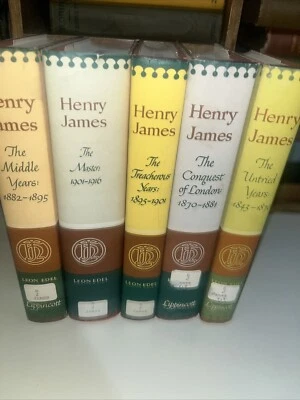 Henry
James
The
Middle
Years:
1882-1895
LEON EDEL
Lippincott
Henry
James
The
Master:
1901-1916
LEON EDEL
Henry
James
The
Treacherous
Years:
1895-1901
LEON EDEL
Henry
James
The
Conquest
of London:
1870-1881
Lippincott
Henry
James
The
Untried
Years: